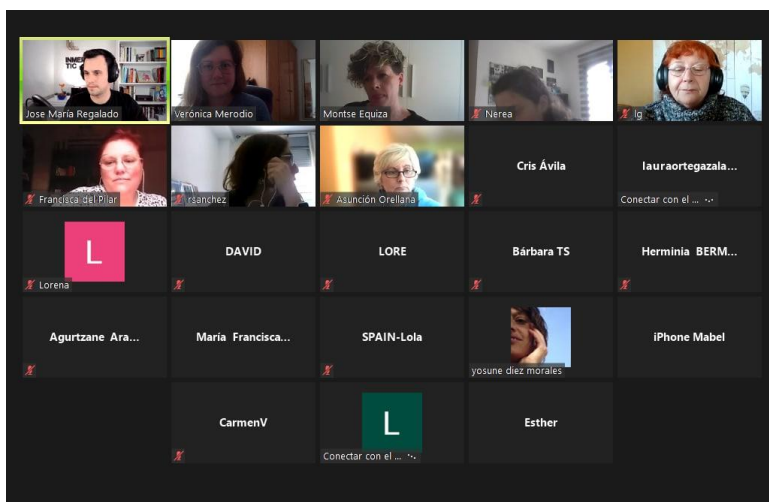 INMER
TIC
Jose María Regalado
Verónica Merodio
Montse Equiza
Nerea
lg
Francisca del Pilar
rsanchez
Asunción Orellana
Cris Ávila
lauraortegazala...
Conectar con el ...
L
Lorena
DAVID
LORE
Bárbara TS
Herminia BERM...
Agurtzane Ara...
María Francisca...
SPAIN-Lola
yosune diez morales
iPhone Mabel
CarmenV
L
Conectar con el ...
Esther